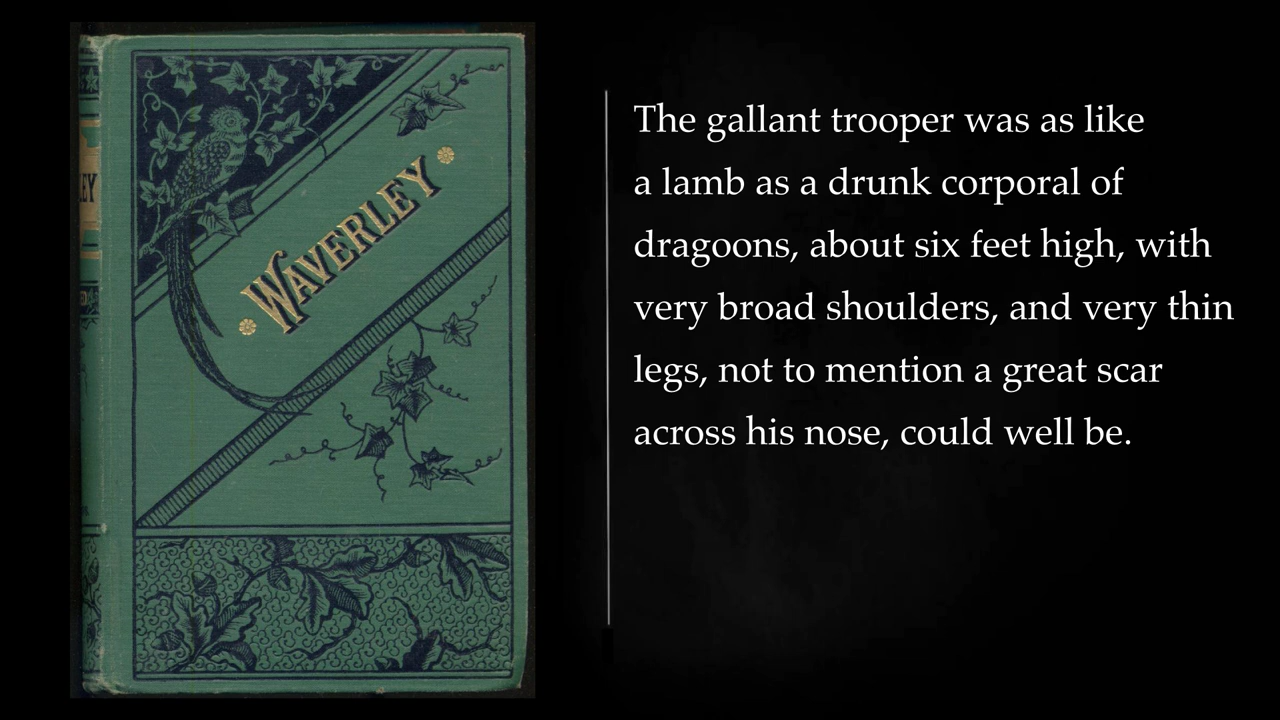 WAVERLEY
EY
The gallant trooper was as like
a lamb as a drunk corporal of
dragoons, about six feet high, with
very broad shoulders, and very thin
legs, not to mention a great scar
across his nose, could well be.